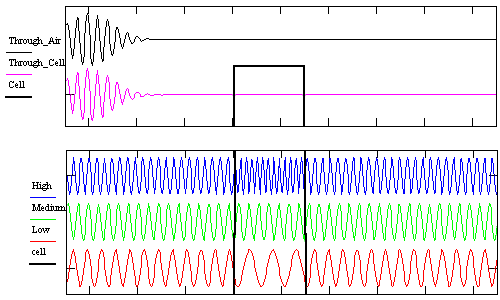 Through_Air
Through_Cell
Cell
High
Medium
Low
cell